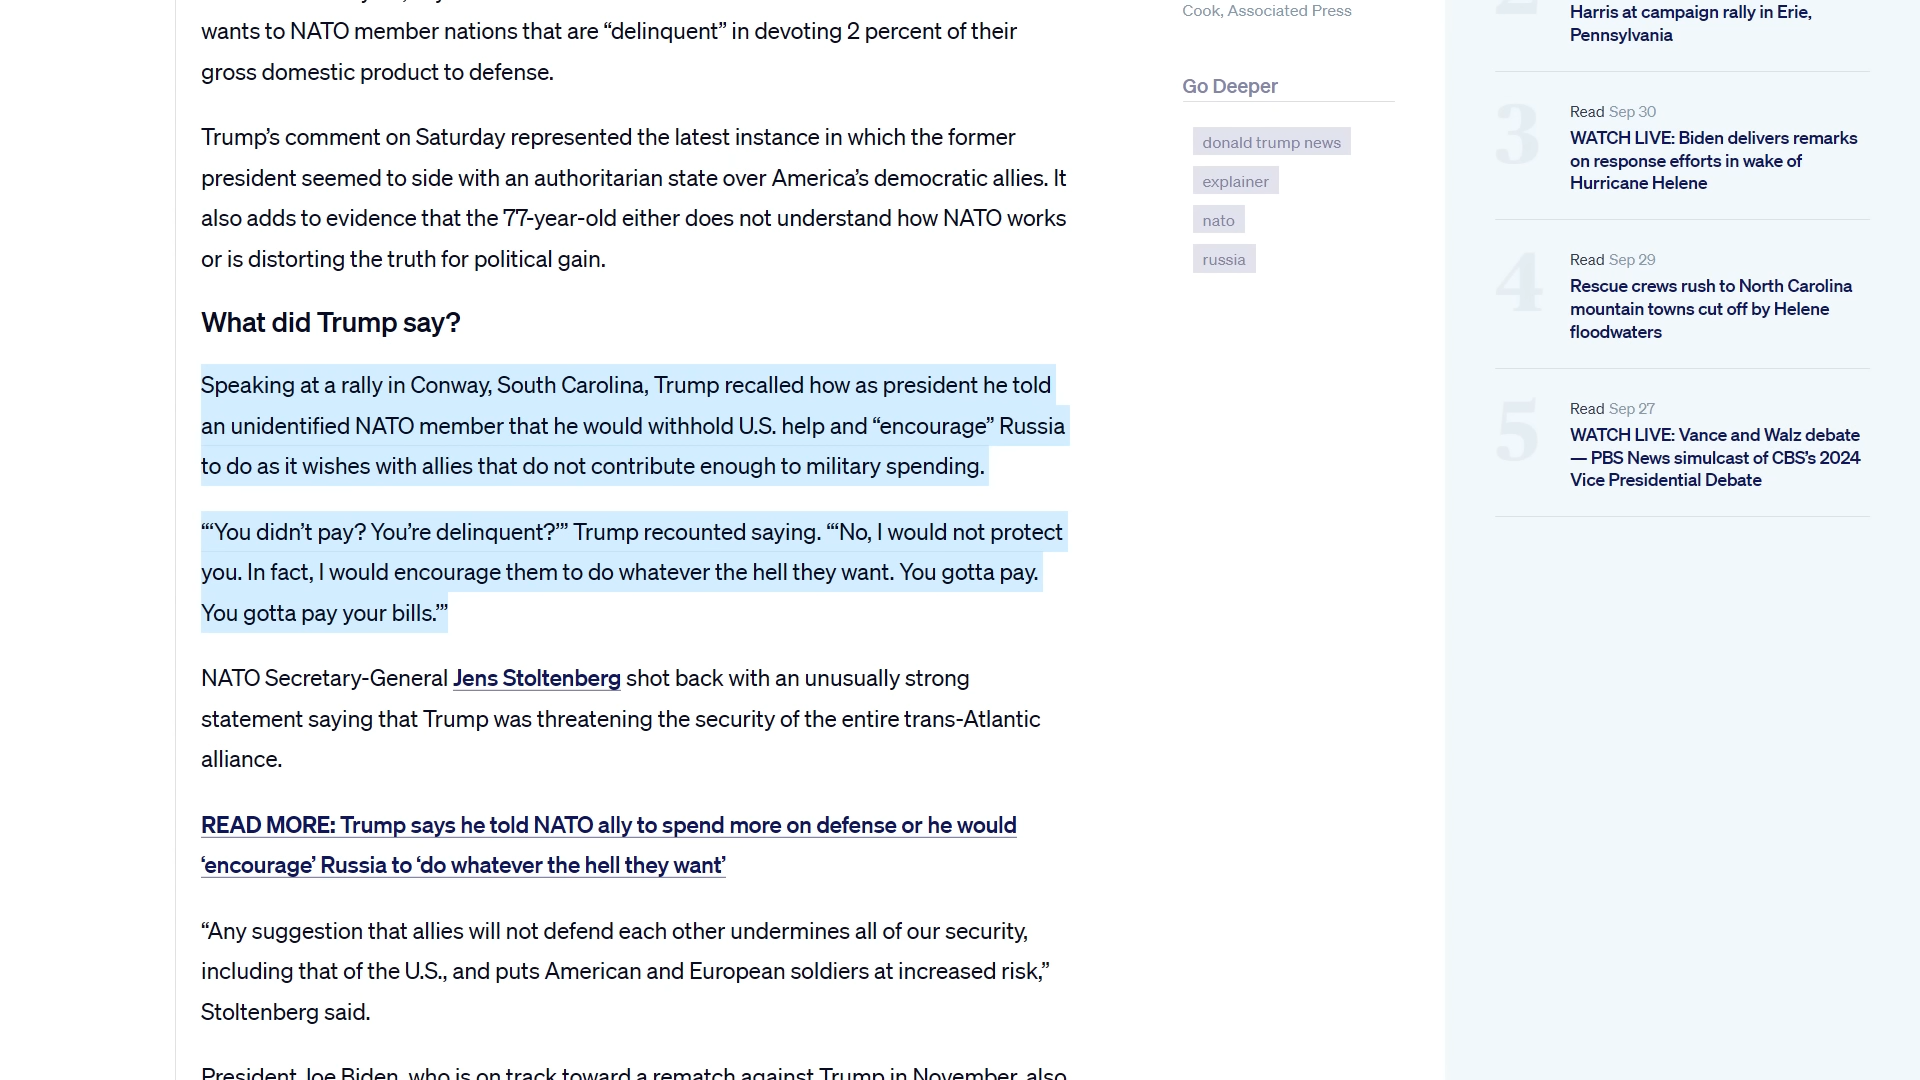 wants to NATO member nations that are “delinquent” in devoting 2 percent of their
gross domestic product to defense.
Trump’s comment on Saturday represented the latest instance in which the former
president seemed to side with an authoritarian state over America’s democratic allies. It
also adds to evidence that the 77-year-old either does not understand how NATO works
or is distorting the truth for political gain.
What did Trump say?
Speaking at a rally in Conway, South Carolina, Trump recalled how as president he told
an unidentified NATO member that he would withhold U.S. help and “encourage” Russia
to do as it wishes with allies that do not contribute enough to military spending.
“‘You didn’t pay? You’re delinquent?’” Trump recounted saying. “‘No, I would not protect
you. In fact, I would encourage them to do whatever the hell they want. You gotta pay.
You gotta pay your bills.’”
NATO Secretary-General Jens Stoltenberg shot back with an unusually strong
statement saying that Trump was threatening the security of the entire trans-Atlantic
alliance.
READ MORE: Trump says he told NATO ally to spend more on defense or he would
‘encourage’ Russia to ‘do whatever the hell they want’
“Any suggestion that allies will not defend each other undermines all of our security,
including that of the U.S., and puts American and European soldiers at increased risk,”
Stoltenberg said.
President Joe Biden, who is on track toward a rematch against Trump in November, also
Cook, Associated Press
Go Deeper
donald trump news
explainer
nato
russia
2
Harris at campaign rally in Erie,
Pennsylvania
3
Read Sep 30
WATCH LIVE: Biden delivers remarks
on response efforts in wake of
Hurricane Helene
4
Read Sep 29
Rescue crews rush to North Carolina
mountain towns cut off by Helene
floodwaters
5
Read Sep 27
WATCH LIVE: Vance and Walz debate
— PBS News simulcast of CBS’s 2024
Vice Presidential Debate